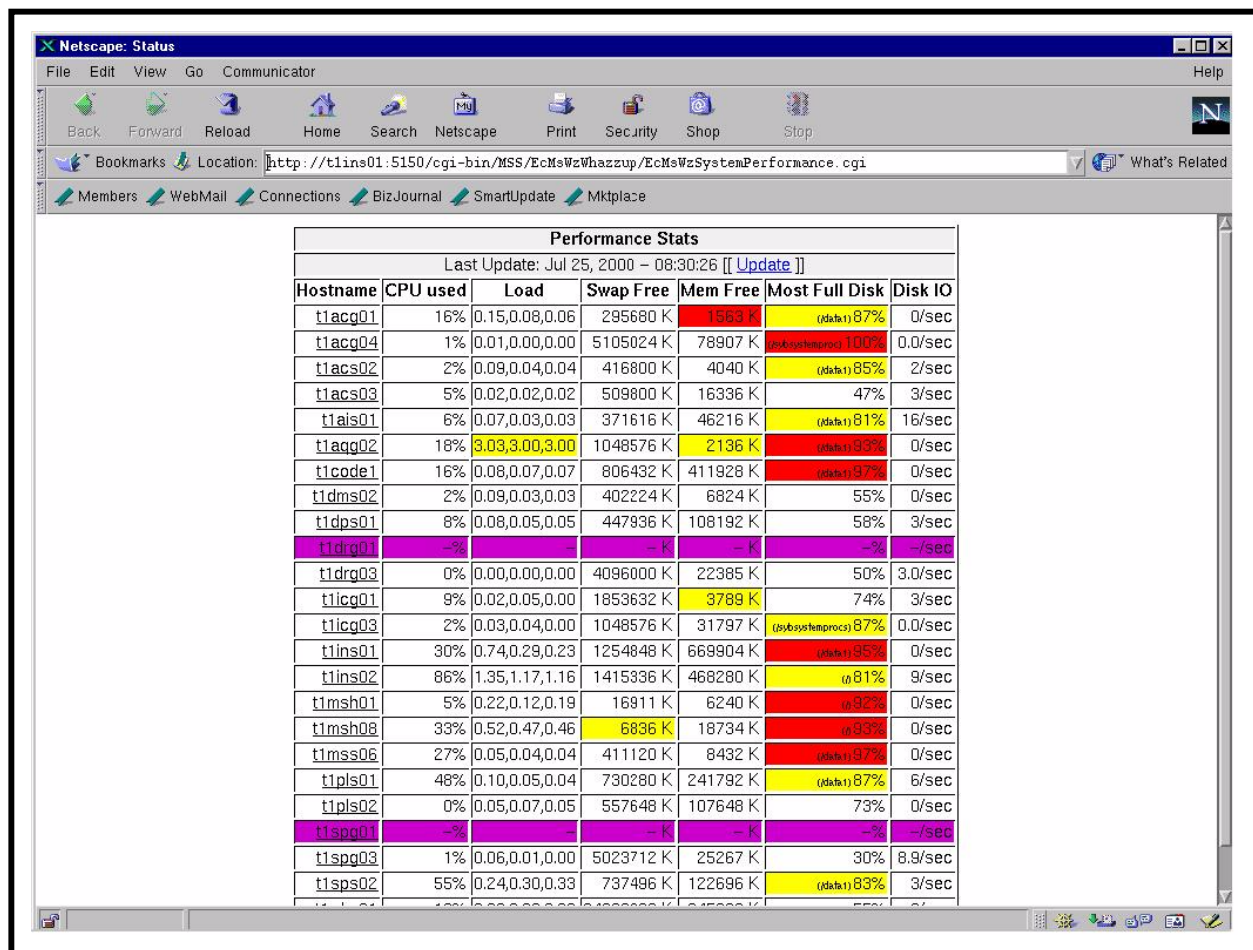 Netscape: Status
File Edit View Go Communicator Help
Back Forward Reload Home Search Netscape Print Security Shop Stop
Bookmarks Location: http://t1ins01:5150/cgi-bin/MSS/EcMsWzWhazzup/EcMsWzSystemPerformance.cgi What's Related
Members WebMail Connections BizJournal SmartUpdate Mktplace
Performance Stats
Last Update: Jul 25, 2000 – 08:30:26 [[ Update ]]
Hostname CPU used Load Swap Free Mem Free Most Full Disk Disk IO
t1acg01 16% 0.15,0.08,0.06 295680 K 1563 K (/data1) 87% 0/sec
t1acg04 1% 0.01,0.00,0.00 5105024 K 78907 K (/sybsystemproc) 100% 0.0/sec
t1acs02 2% 0.09,0.04,0.04 416800 K 4040 K (/data1) 85% 2/sec
t1acs03 5% 0.02,0.02,0.02 509800 K 16336 K 47% 3/sec
t1ais01 6% 0.07,0.03,0.03 371616 K 46216 K (/data1) 81% 16/sec
t1aqg02 18% 3.03,3.00,3.00 1048576 K 2136 K (/data1) 93% 0/sec
t1code1 16% 0.08,0.07,0.07 806432 K 411928 K (/data1) 97% 0/sec
t1dms02 2% 0.09,0.03,0.03 402224 K 6824 K 55% 0/sec
t1dps01 8% 0.08,0.05,0.05 447936 K 108192 K 58% 3/sec
t1drg01 –% – – K – K –% –/sec
t1drg03 0% 0.00,0.00,0.00 4096000 K 22385 K 50% 3.0/sec
t1icg01 9% 0.02,0.05,0.00 1853632 K 3789 K 74% 3/sec
t1icg03 2% 0.03,0.04,0.00 1048576 K 31797 K (/sybsystemprocs) 87% 0.0/sec
t1ins01 30% 0.74,0.29,0.23 1254848 K 669904 K (/data1) 95% 0/sec
t1ins02 86% 1.35,1.17,1.16 1415336 K 468280 K (/) 81% 9/sec
t1msh01 5% 0.22,0.12,0.19 16911 K 6240 K (/) 92% 0/sec
t1msh08 33% 0.52,0.47,0.46 6836 K 18734 K (/) 93% 0/sec
t1mss06 27% 0.05,0.04,0.04 411120 K 8432 K (/data1) 97% 0/sec
t1pls01 48% 0.10,0.05,0.04 730280 K 241792 K (/data1) 87% 6/sec
t1pls02 0% 0.05,0.07,0.05 557648 K 107648 K 73% 0/sec
t1spg01 –% – – K – K –% –/sec
t1spg03 1% 0.06,0.01,0.00 5023712 K 25267 K 30% 8.9/sec
t1sps02 55% 0.24,0.30,0.33 737496 K 122696 K (/data1) 83% 3/sec